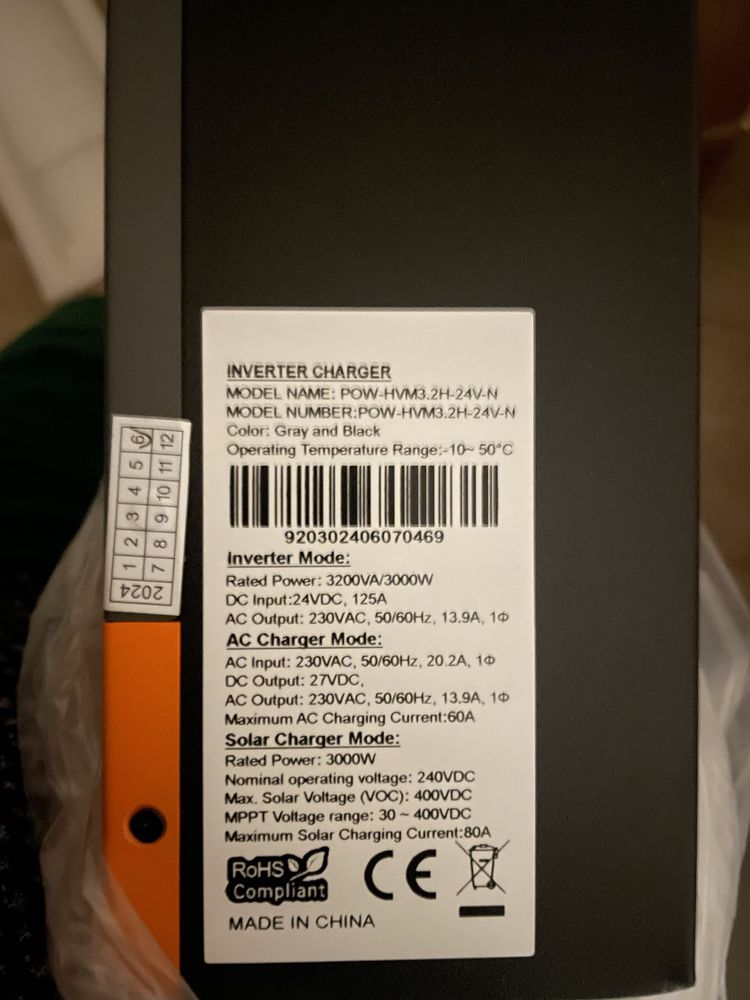 INVERTER CHARGER
MODEL NAME: POW-HVM3.2H-24V-N
MODEL NUMBER:POW-HVM3.2H-24V-N
Color: Gray and Black
Operating Temperature Range:-10~ 50°C
920302406070469
Inverter Mode:
Rated Power: 3200VA/3000W
DC Input:24VDC, 125A
AC Output: 230VAC, 50/60Hz, 13.9A, 1Φ
AC Charger Mode:
AC Input: 230VAC, 50/60Hz, 20.2A, 1Φ
DC Output: 27VDC,
AC Output: 230VAC, 50/60Hz, 13.9A, 1Φ
Maximum AC Charging Current:60A
Solar Charger Mode:
Rated Power: 3000W
Nominal operating voltage: 240VDC
Max. Solar Voltage (VOC): 400VDC
MPPT Voltage range: 30 ~ 400VDC
Maximum Solar Charging Current:80A
RoHS
Compliant
CE
MADE IN CHINA
2024
1 2 3 4 5 6
7 8 9 10 11 12